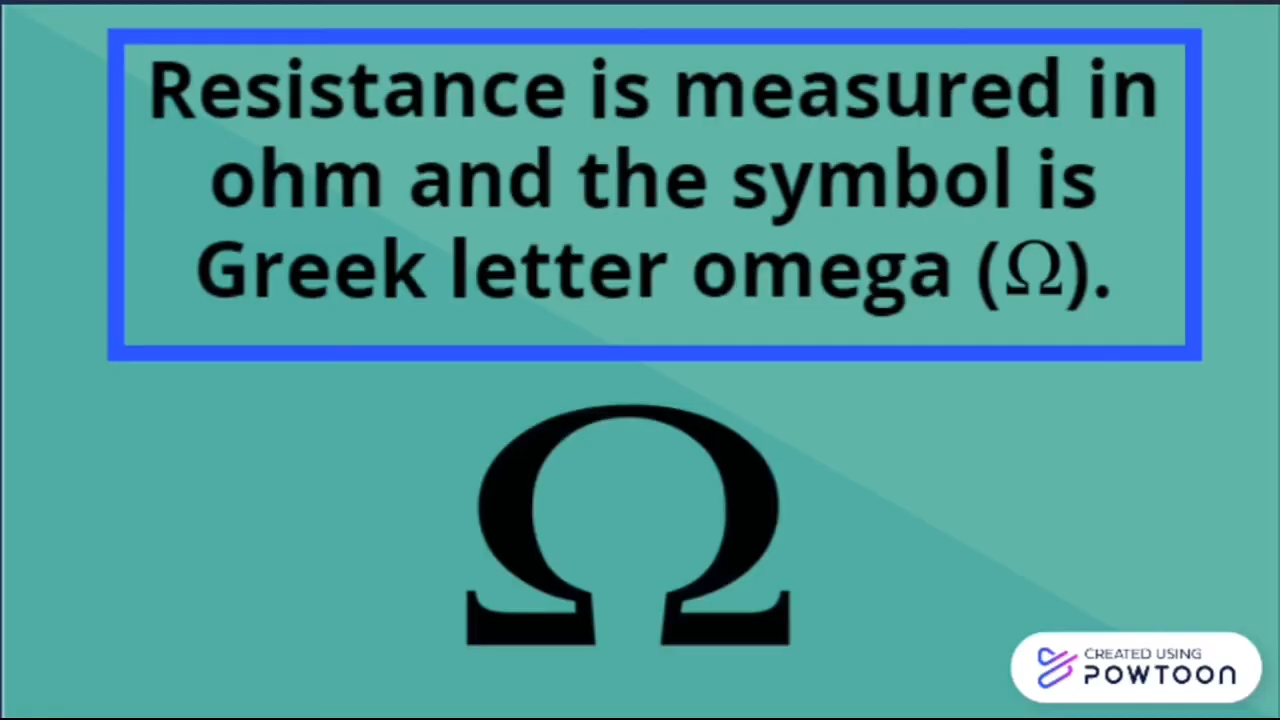 Resistance is measured in
ohm and the symbol is
Greek letter omega (Ω).
Ω
CREATED USING
POWTOON